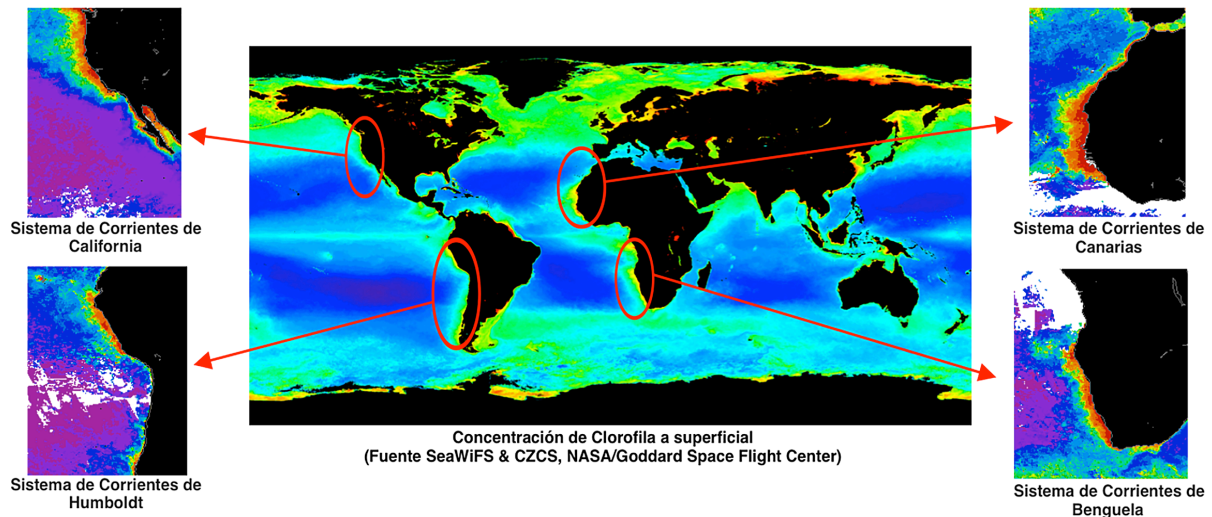 Sistema de Corrientes de
California
Sistema de Corrientes de
Canarias
Sistema de Corrientes de
Humboldt
Concentración de Clorofila a superficial
(Fuente SeaWiFS & CZCS, NASA/Goddard Space Flight Center)
Sistema de Corrientes de
Benguela